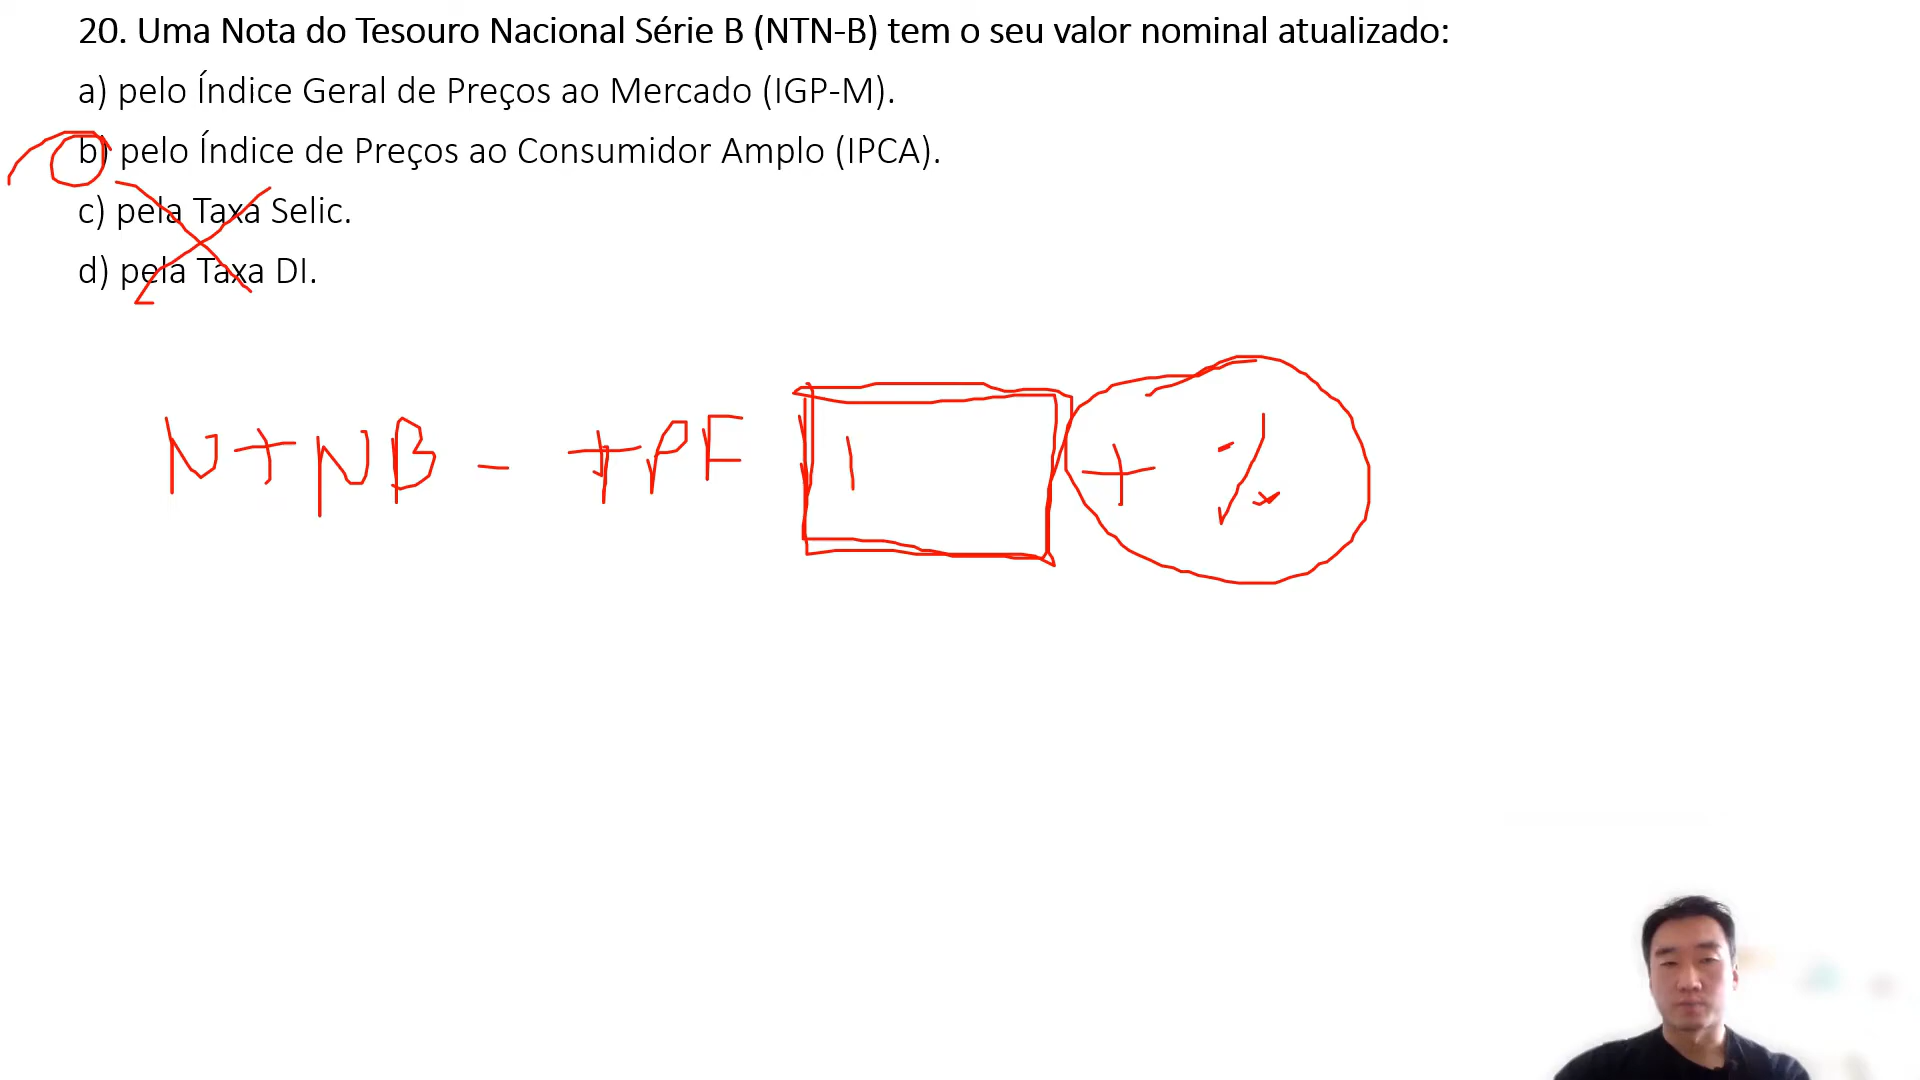 20. Uma Nota do Tesouro Nacional Série B (NTN-B) tem o seu valor nominal atualizado:
a) pelo Índice Geral de Preços ao Mercado (IGP-M).
b) pelo Índice de Preços ao Consumidor Amplo (IPCA).
c) pela Taxa Selic.
d) pela Taxa DI.
NTNB - TPF I + %